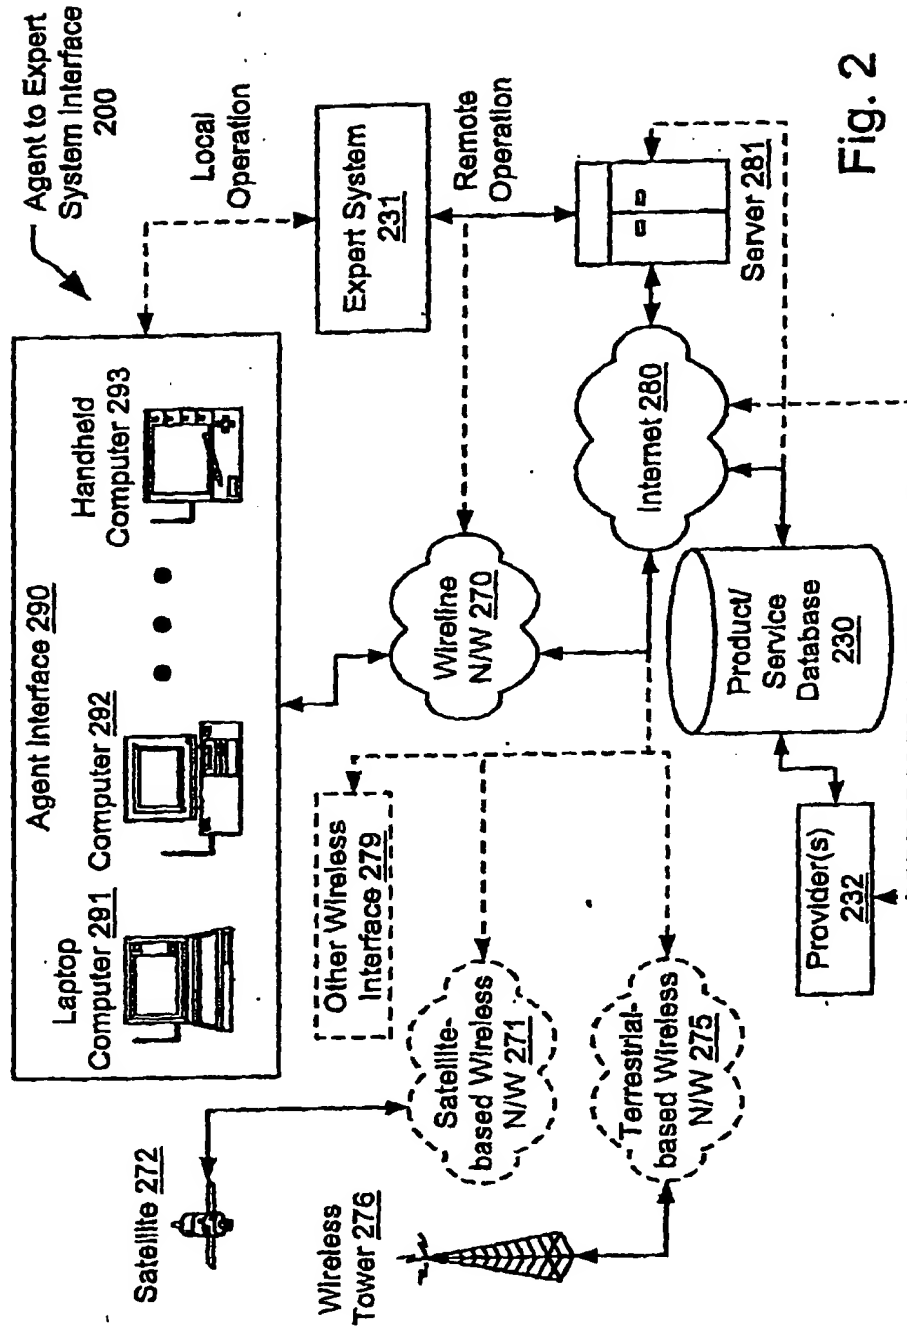 Agent to Expert
System Interface
200
Agent Interface 290
Laptop
Computer 291
Computer 292
Handheld
Computer 293
Local
Operation
Satellite 272
Other Wireless
Interface 279
Expert System
231
Wireless
Tower 276
Satellite-
based Wireless
N/W 271
Wireline
N/W 270
Remote
Operation
Terrestrial-
based Wireless
N/W 275
Internet 280
Server 281
Product/
Service
Database
230
Provider(s)
232
Fig. 2